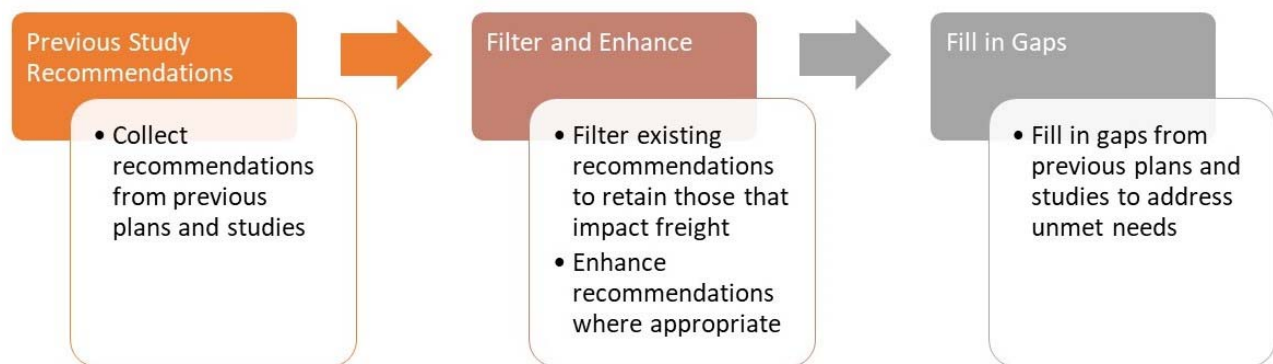 Previous Study
Recommendations
• Collect
recommendations
from previous
plans and studies
Filter and Enhance
• Filter existing
recommendations
to retain those that
impact freight
• Enhance
recommendations
where appropriate
Fill in Gaps
• Fill in gaps from
previous plans and
studies to address
unmet needs